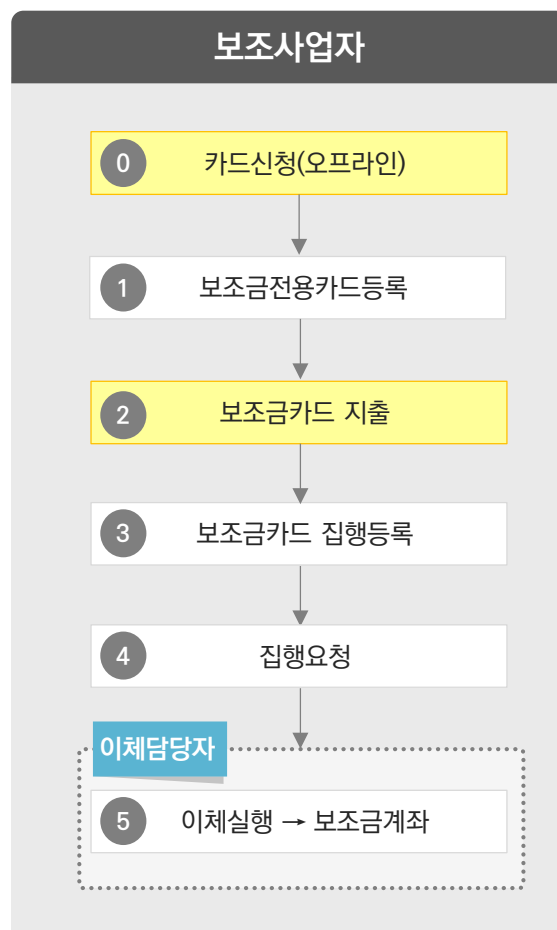 보조사업자
0 카드신청(오프라인)
1 보조금전용카드등록
2 보조금카드 지출
3 보조금카드 집행등록
4 집행요청
이체담당자
5 이체실행 → 보조금계좌